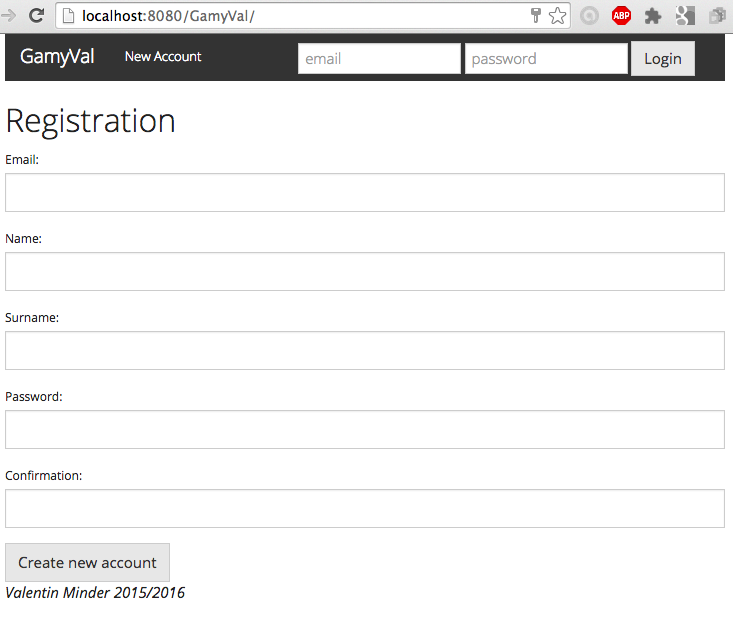 localhost:8080/GamyVal/
ABP
GamyVal New Account email password Login
Registration
Email:
Name:
Surname:
Password:
Confirmation:
Create new account
Valentin Minder 2015/2016